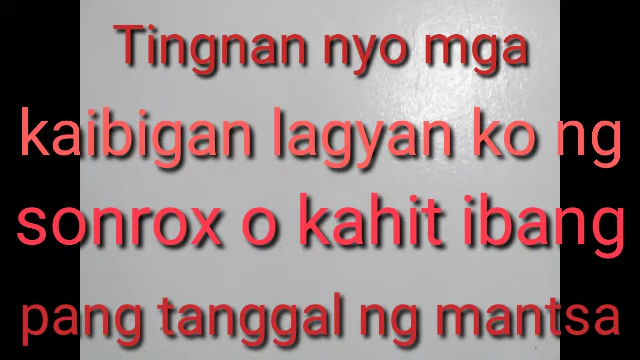 Tingnan nyo mga
kaibigan lagyan ko ng
sonrox o kahit ibang
pang tanggal ng mantsa